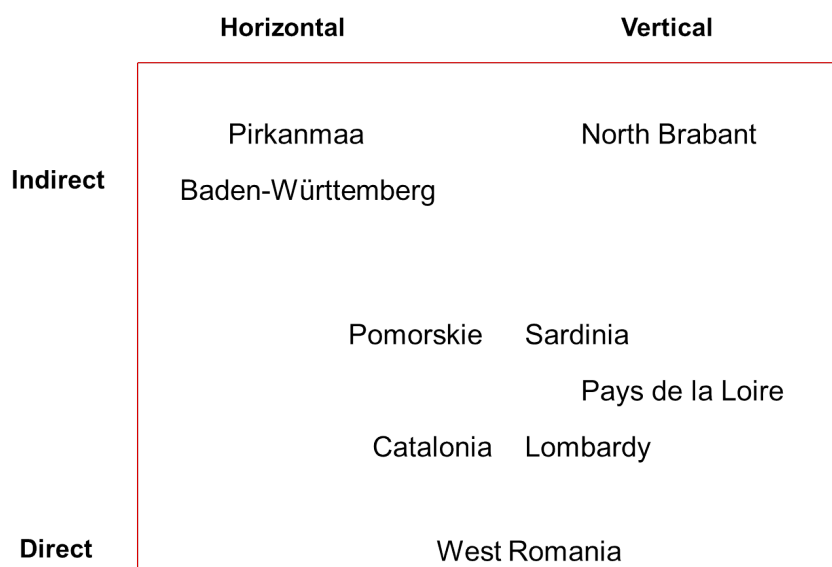 Horizontal Vertical
Pirkanmaa North Brabant
Indirect
Baden-Württemberg
Pomorskie Sardinia
Pays de la Loire
Catalonia Lombardy
Direct West Romania